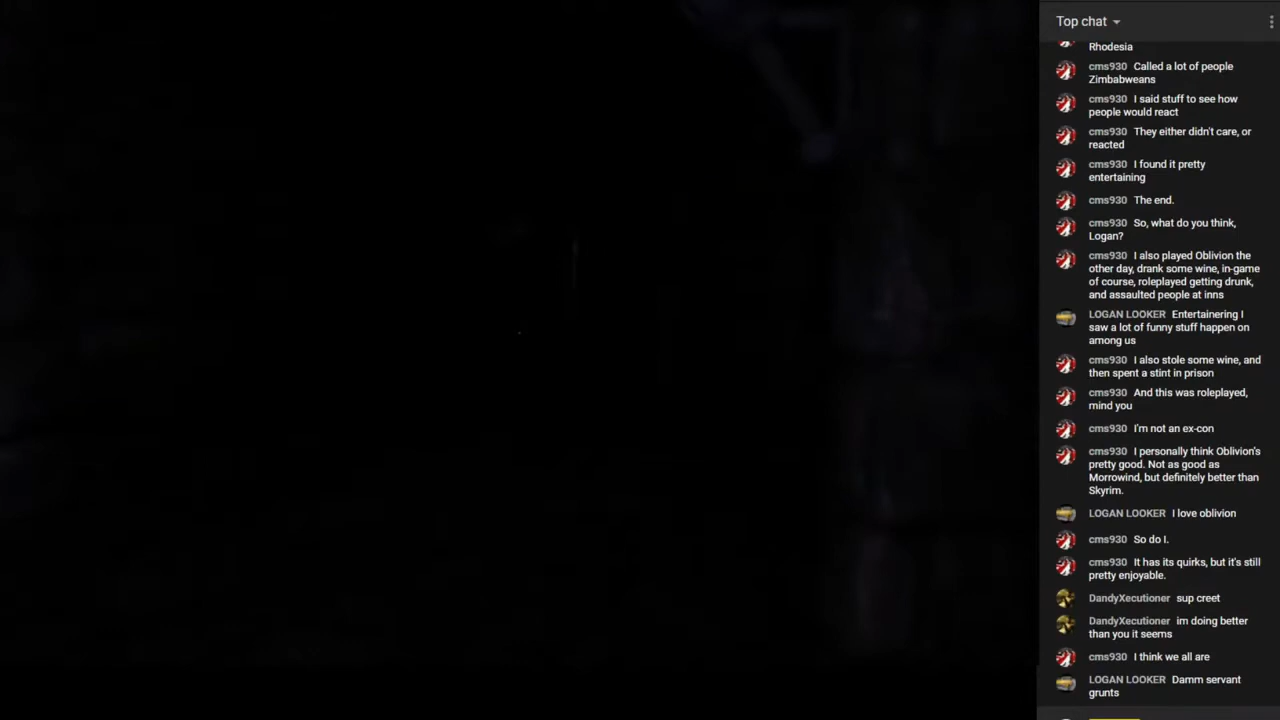 Top chat
Rhodesia
cms930 Called a lot of people
Zimbabweans
cms930 I said stuff to see how
people would react
cms930 They either didn't care, or
reacted
cms930 I found it pretty
entertaining
cms930 The end.
cms930 So, what do you think,
Logan?
cms930 I also played Oblivion the
other day, drank some wine, in-game
of course, roleplayed getting drunk,
and assaulted people at inns
LOGAN LOOKER Entertainering I
saw a lot of funny stuff happen on
among us
cms930 I also stole some wine, and
then spent a stint in prison
cms930 And this was roleplayed,
mind you
cms930 I'm not an ex-con
cms930 I personally think Oblivion's
pretty good. Not as good as
Morrowind, but definitely better than
Skyrim.
LOGAN LOOKER I love oblivion
cms930 So do I.
cms930 It has its quirks, but it's still
pretty enjoyable.
DandyXecutioner sup creet
DandyXecutioner im doing better
than you it seems
cms930 I think we all are
LOGAN LOOKER Damm servant
grunts